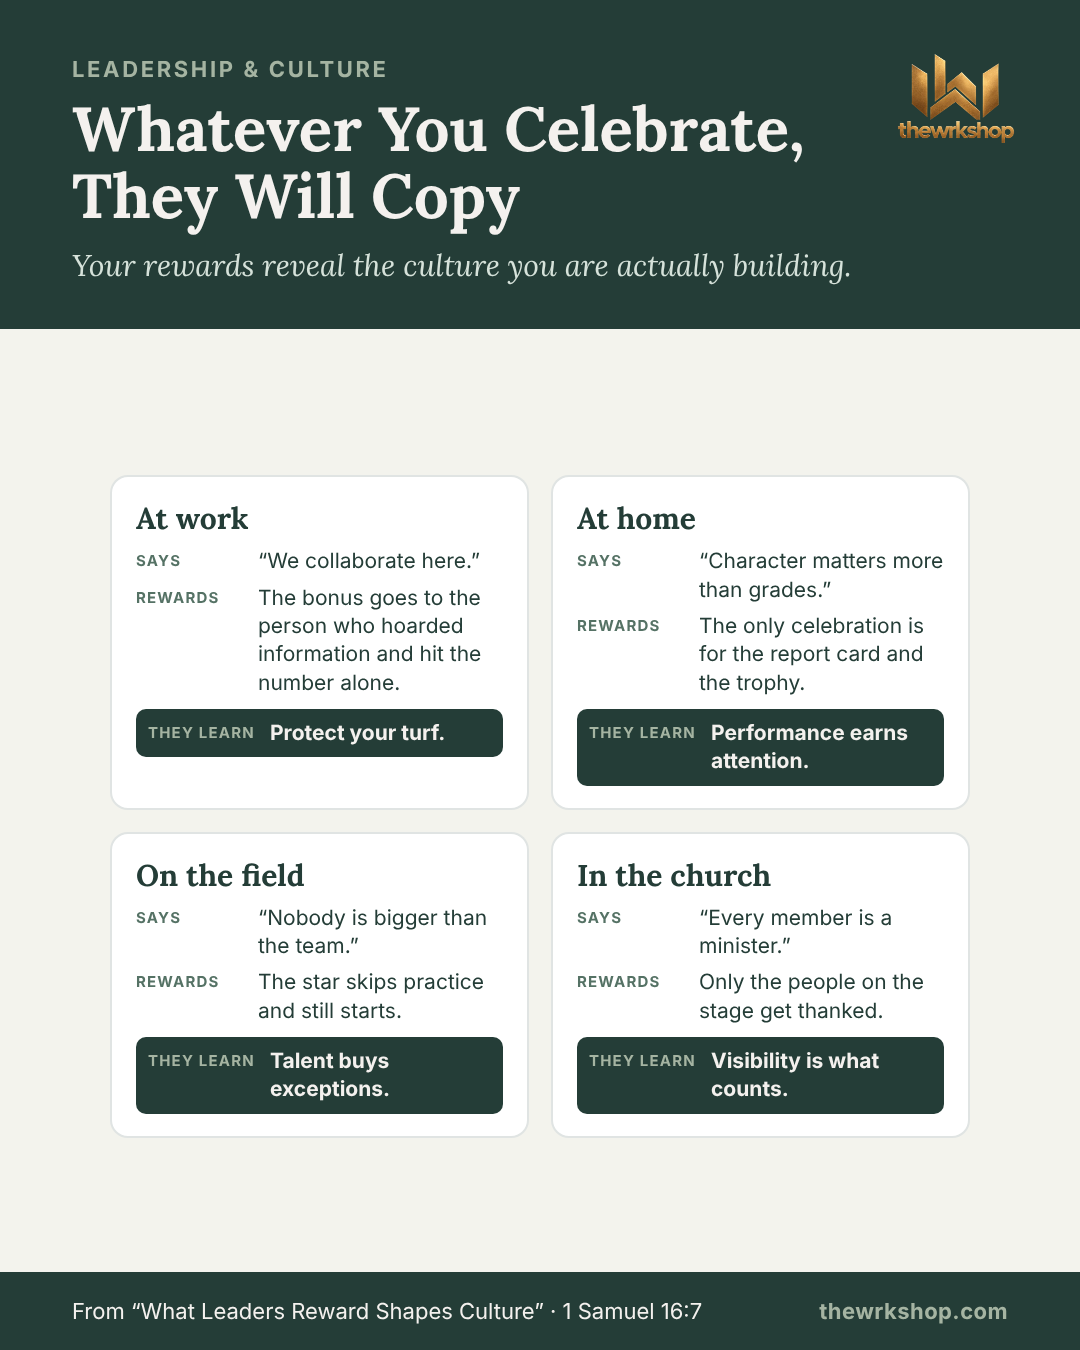 LEADERSHIP & CULTURE
Whatever You Celebrate,
They Will Copy
Your rewards reveal the culture you are actually building.
thewrkshop
At work
SAYS “We collaborate here.”
REWARDS The bonus goes to the
person who hoarded
information and hit the
number alone.
THEY LEARN Protect your turf.
At home
SAYS “Character matters more
than grades.”
REWARDS The only celebration is
for the report card and
the trophy.
THEY LEARN Performance earns
attention.
On the field
SAYS “Nobody is bigger than
the team.”
REWARDS The star skips practice
and still starts.
THEY LEARN Talent buys
exceptions.
In the church
SAYS “Every member is a
minister.”
REWARDS Only the people on the
stage get thanked.
THEY LEARN Visibility is what
counts.
From “What Leaders Reward Shapes Culture” · 1 Samuel 16:7
thewrkshop.com